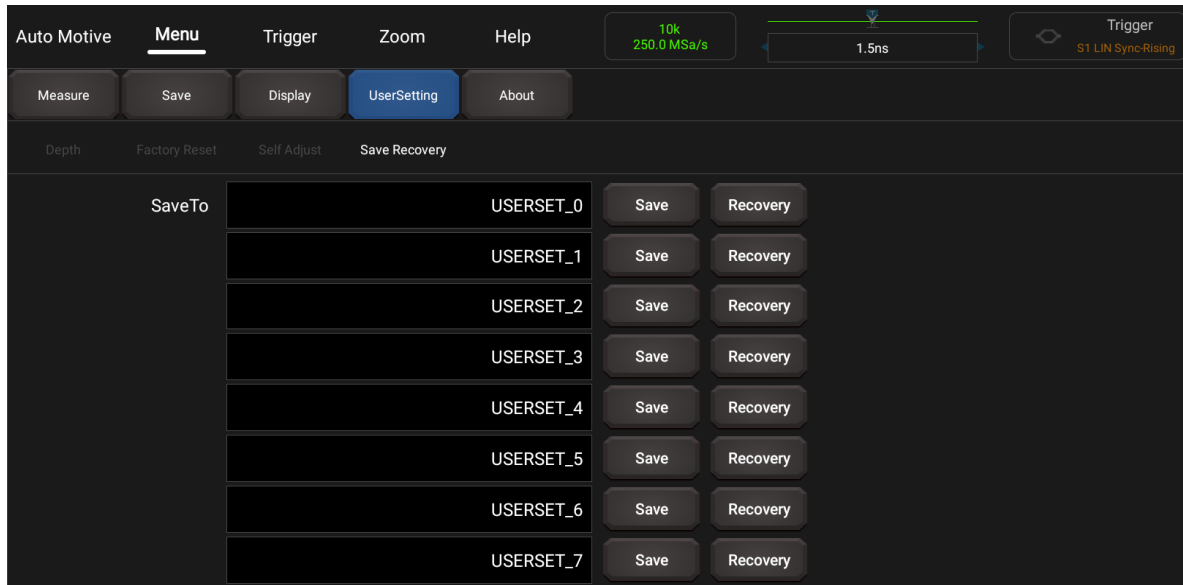 Auto Motive Menu Trigger Zoom Help
10k
250.0 MSa/s
T
1.5ns
Trigger
S1 LIN Sync-Rising
Measure Save Display UserSetting About
Depth Factory Reset Self Adjust Save Recovery
SaveTo USERSET_0 Save Recovery
USERSET_1 Save Recovery
USERSET_2 Save Recovery
USERSET_3 Save Recovery
USERSET_4 Save Recovery
USERSET_5 Save Recovery
USERSET_6 Save Recovery
USERSET_7 Save Recovery